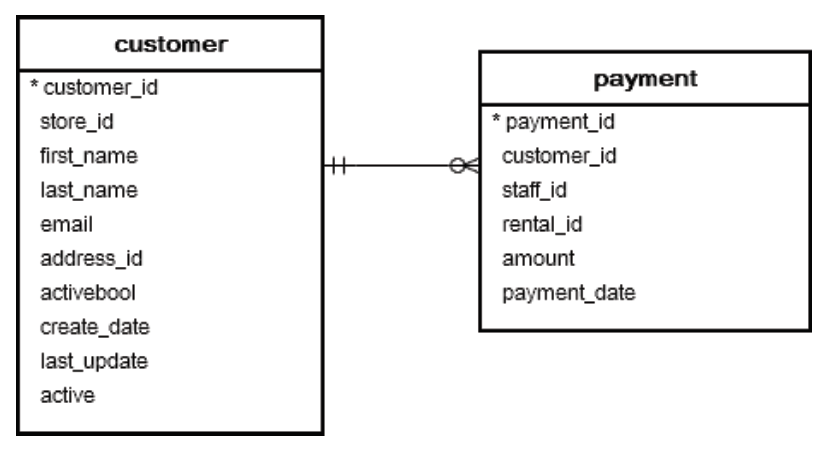 customer
* customer_id
store_id
first_name
last_name
email
address_id
activebool
create_date
last_update
active
payment
* payment_id
customer_id
staff_id
rental_id
amount
payment_date